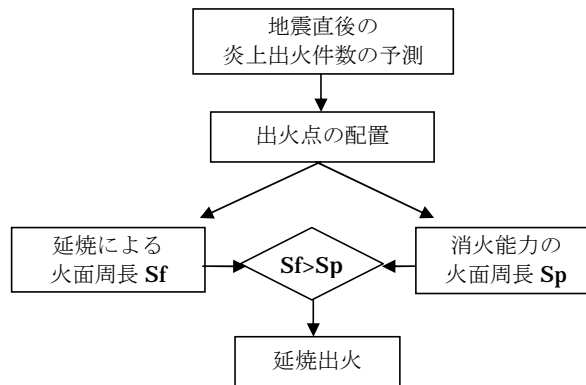 地震直後の
炎上出火件数の予測
出火点の配置
延焼による
火面周長 Sf
Sf>Sp
消火能力の
火面周長 Sp
延焼出火